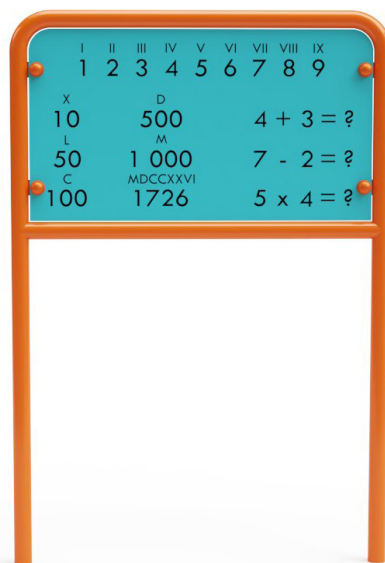 I II III IV V VI VII VIII IX
1 2 3 4 5 6 7 8 9
X D
10 500 4 + 3 = ?
L M
50 1 000 7 - 2 = ?
C MDCCXXVI
100 1726 5 x 4 = ?